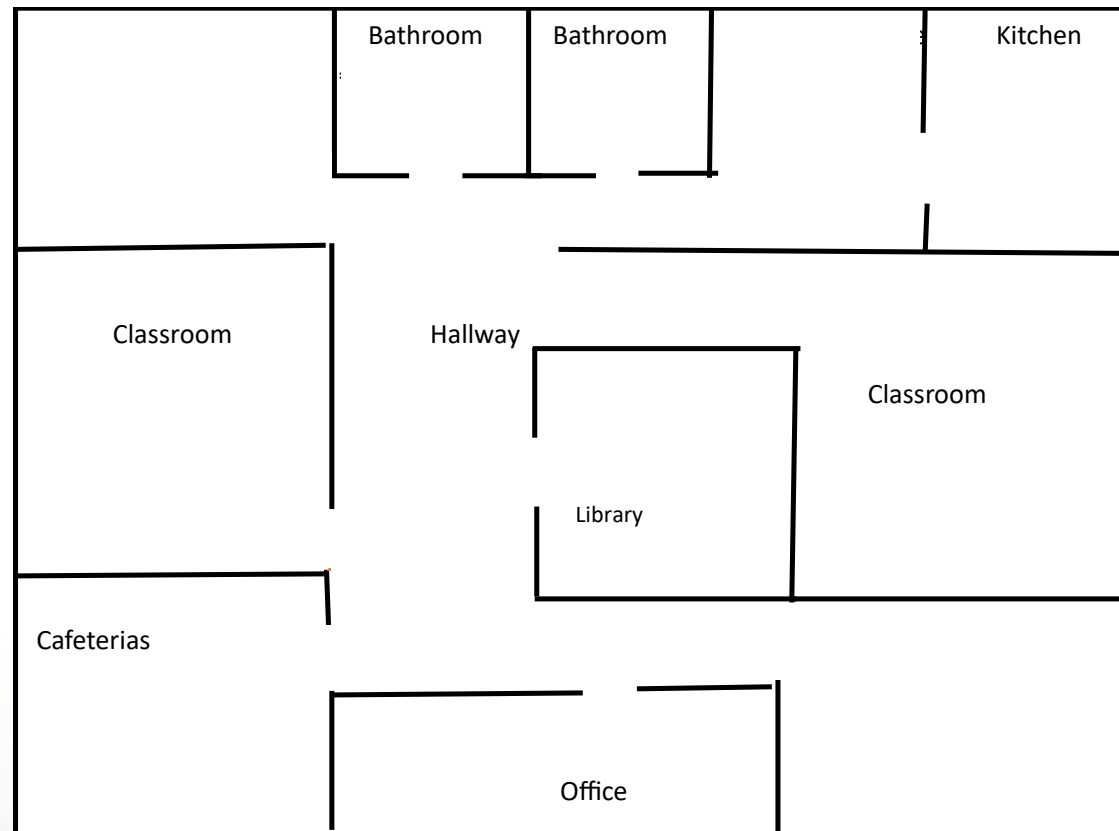 Bathroom
Bathroom
Kitchen
Classroom
Hallway
Classroom
Library
Cafeterias
Office